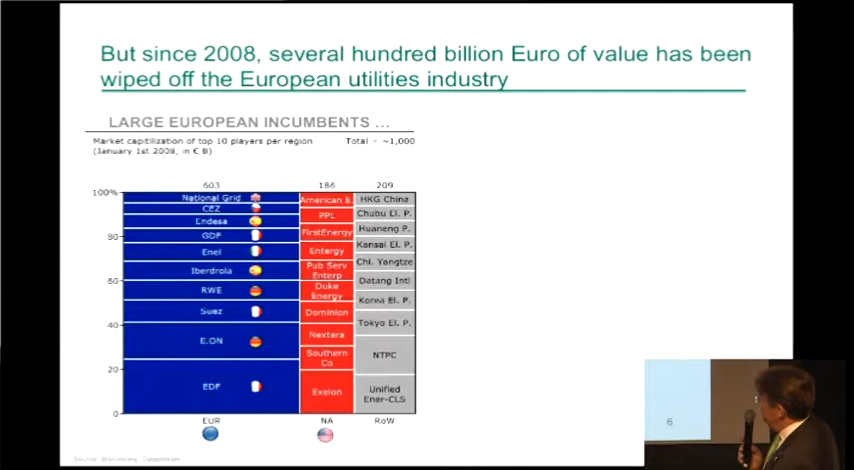 But since 2008, several hundred billion Euro of value has been
wiped off the European utilities industry
LARGE EUROPEAN INCUMBENTS ...
Market capitilization of top 10 players per region
Total = ~1,000
(January 1st 2008, in € B)
603
186
209
100%
80
60
40
20
0
National Grid
CEZ
Endesa
GDF
Enel
Iberdrola
RWE
Suez
E.ON
EDF
American E.
PPL
FirstEnergy
Entergy
Pub Serv
Enterp
Duke
Energy
Dominion
Nextera
Southern
Co
Exelon
HKG China
Chubu El. P.
Huaneng P.
Kansai El. P.
Chi. Yangtze
Datang Intl
Korea El. P.
Tokyo El. P.
NTPC
Unified
Ener-CLS
EUR
NA
RoW
6